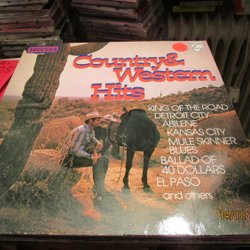 SUCCESS
Country &
Western
Hits
KING OF THE ROAD
DETROIT CITY
ABILENE
KANSAS CITY
MULE SKINNER
BLUES
BALLAD OF
40 DOLLARS
EL PASO
and others